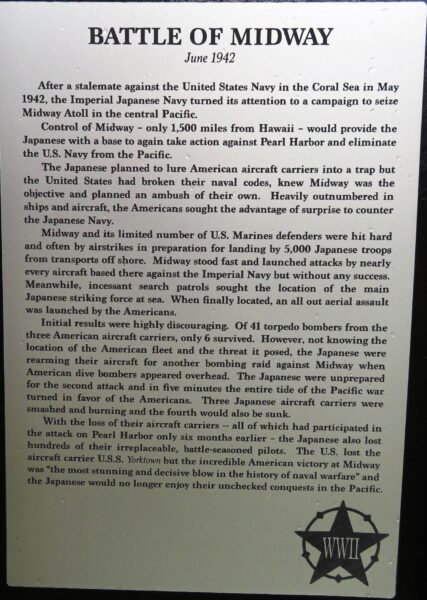 BATTLE OF MIDWAY
June 1942
After a stalemate against the United States Navy in the Coral Sea in May
1942, the Imperial Japanese Navy turned its attention to a campaign to seize
Midway Atoll in the central Pacific.
Control of Midway – only 1,500 miles from Hawaii – would provide the
Japanese with a base to again take action against Pearl Harbor and eliminate
the U.S. Navy from the Pacific.
The Japanese planned to lure American aircraft carriers into a trap but
the United States had broken their naval codes, knew Midway was the
objective and planned an ambush of their own. Heavily outnumbered in
ships and aircraft, the Americans sought the advantage of surprise to counter
the Japanese Navy.
Midway and its limited number of U.S. Marines defenders were hit hard
and often by airstrikes in preparation for landing by 5,000 Japanese troops
from transports off shore. Midway stood fast and launched attacks by nearly
every aircraft based there against the Imperial Navy but without any success.
Meanwhile, incessant search patrols sought the location of the main
Japanese striking force at sea. When finally located, an all out aerial assault
was launched by the Americans.
Initial results were highly discouraging. Of 41 torpedo bombers from the
three American aircraft carriers, only 6 survived. However, not knowing the
location of the American fleet and the threat it posed, the Japanese were
rearming their aircraft for another bombing raid against Midway when
American dive bombers appeared overhead. The Japanese were unprepared
for the second attack and in five minutes the entire tide of the Pacific war
turned in favor of the Americans. Three Japanese aircraft carriers were
smashed and burning and the fourth would also be sunk.
With the loss of their aircraft carriers -- all of which had participated in
the attack on Pearl Harbor only six months earlier – the Japanese also lost
hundreds of their irreplaceable, battle-seasoned pilots. The U.S. lost the
aircraft carrier U.S.S. Yorktown but the incredible American victory at Midway
was "the most stunning and decisive blow in the history of naval warfare" and
the Japanese would no longer enjoy their unchecked conquests in the Pacific.
WWII